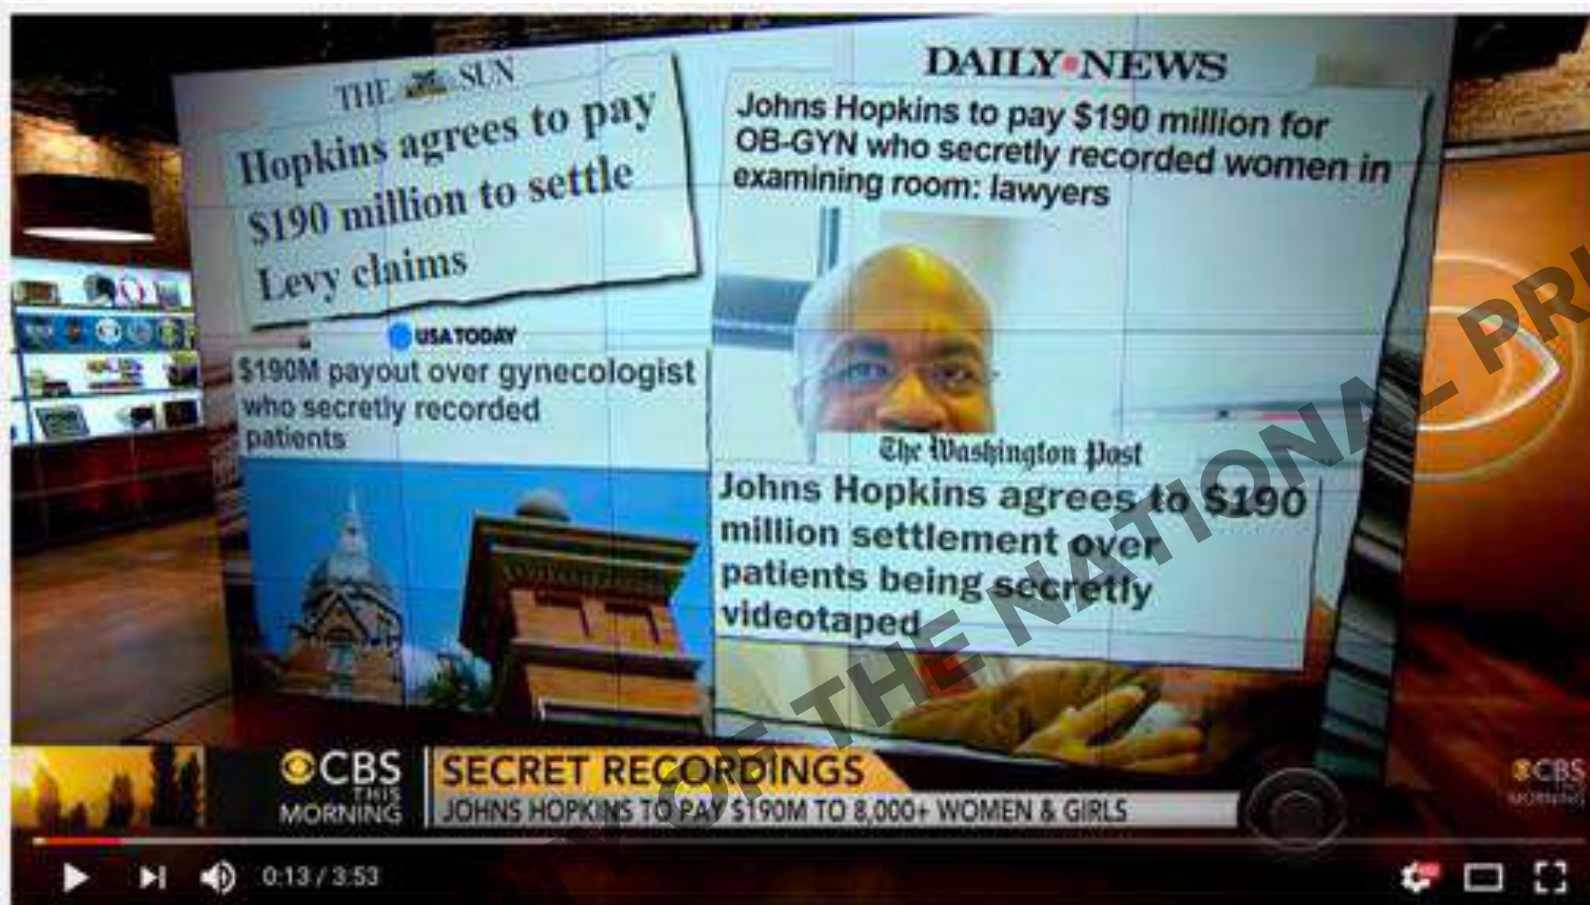 THE SUN
Hopkins agrees to pay
$190 million to settle
Levy claims
DAILY NEWS
Johns Hopkins to pay $190 million for
OB-GYN who secretly recorded women in
examining room: lawyers
USA TODAY
$190M payout over gynecologist
who secretly recorded
patients
The Washington Post
Johns Hopkins agrees to $190
million settlement over
patients being secretly
videotaped
OF THE NATIONAL
CBS
THIS
MORNING
SECRET RECORDINGS
JOHNS HOPKINS TO PAY $190M TO 8,000+ WOMEN & GIRLS
CBS
MORNING
0:13 / 3:53